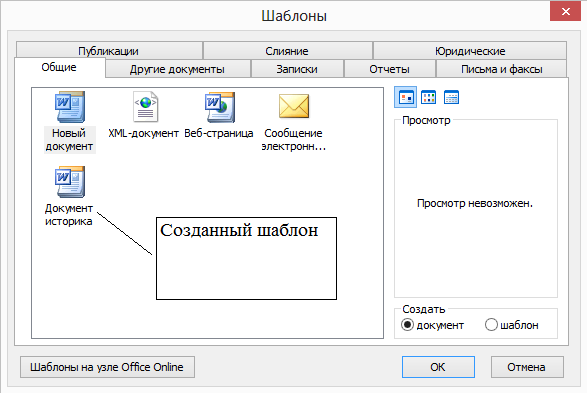 Шаблоны
Публикации
Слияние
Юридические
Общие
Другие документы
Записки
Отчеты
Письма и факсы
Новый
документ
XML-документ
Веб-страница
Сообщение
электронн...
Документ
историка
Созданный шаблон
Просмотр
Просмотр невозможен.
Создать
документ
шаблон
Шаблоны на узле Office Online
ОК
Отмена